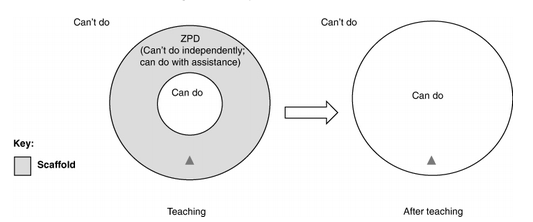 Can't do
Can't do
ZPD
(Can't do independently;
can do with assistance)
Can do
Can do
Key:
Scaffold
Teaching
After teaching